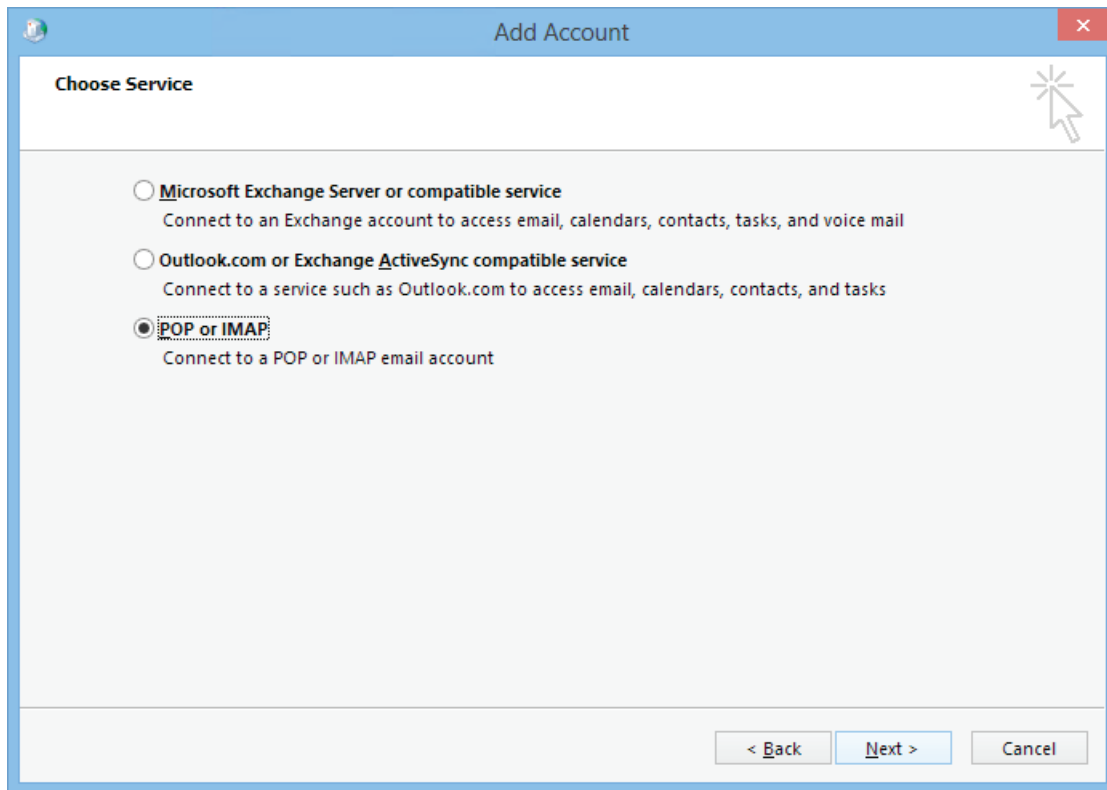 Add Account
Choose Service
Microsoft Exchange Server or compatible service
Connect to an Exchange account to access email, calendars, contacts, tasks, and voice mail
Outlook.com or Exchange ActiveSync compatible service
Connect to a service such as Outlook.com to access email, calendars, contacts, and tasks
POP or IMAP
Connect to a POP or IMAP email account
< Back Next > Cancel